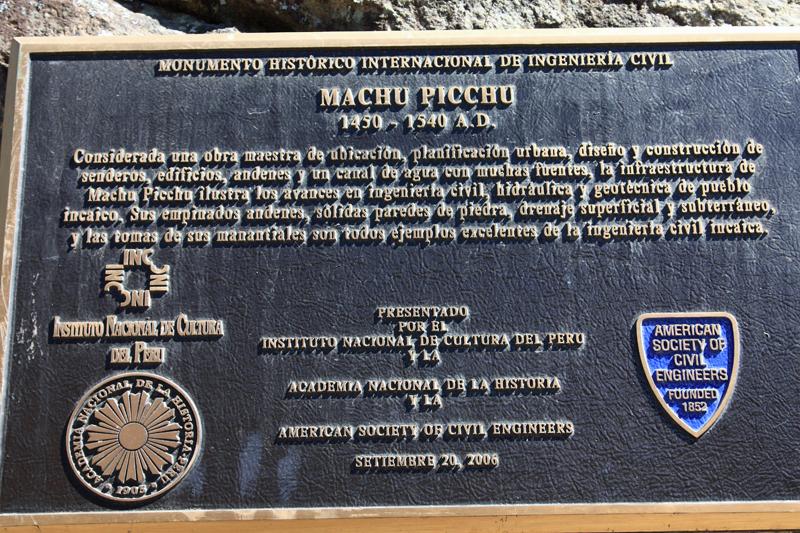 MONUMENTO HISTÓRICO INTERNACIONAL DE INGENIERÍA CIVIL
MACHU PICCHU
1450 - 1540 A.D.
Considerada una obra maestra de ubicación, planificación urbana, diseño y construcción de
senderos, edificios, andenes y un canal de agua con muchas fuentes, la infraestructura de
Machu Picchu ilustra los avances en ingeniería civil, hidráulica y geotécnica de pueblo
incaico. Sus empinados andenes, sólidas paredes de piedra, drenaje superficial y subterráneo,
y las tomas de sus manantiales son todos ejemplos excelentes de la ingeniería civil incaica.
INC
INC
INC
INC
INSTITUTO NACIONAL DE CULTURA
DEL PERU
ACADEMIA NACIONAL DE LA HISTORIA-PERU
1905
PRESENTADO
POR EL
INSTITUTO NACIONAL DE CULTURA DEL PERU
Y LA
ACADEMIA NACIONAL DE LA HISTORIA
Y LA
AMERICAN SOCIETY OF CIVIL ENGINEERS
SETIEMBRE 20, 2006
AMERICAN
SOCIETY OF
CIVIL
ENGINEERS
FOUNDED
1852